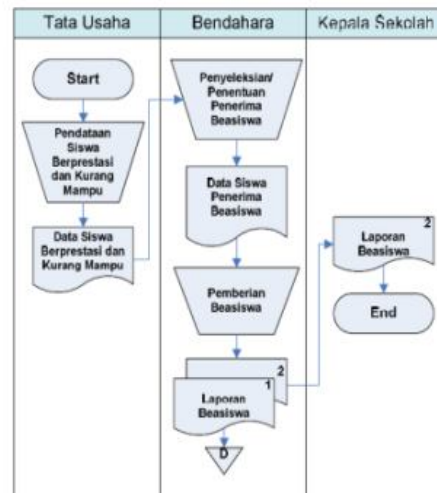 Tata Usaha
Bendahara
Kepala Sekolah
Start
Pendataan
Siswa
Berprestasi
dan Kurang
Mampu
Data Siswa
Berprestasi dan
Kurang Mampu
Penyeleksian/
Penentuan
Penerima
Beasiswa
Data Siswa
Penerima
Beasiswa
Pemberian
Beasiswa
2
1
Laporan
Beasiswa
D
2
Laporan
Beasiswa
End